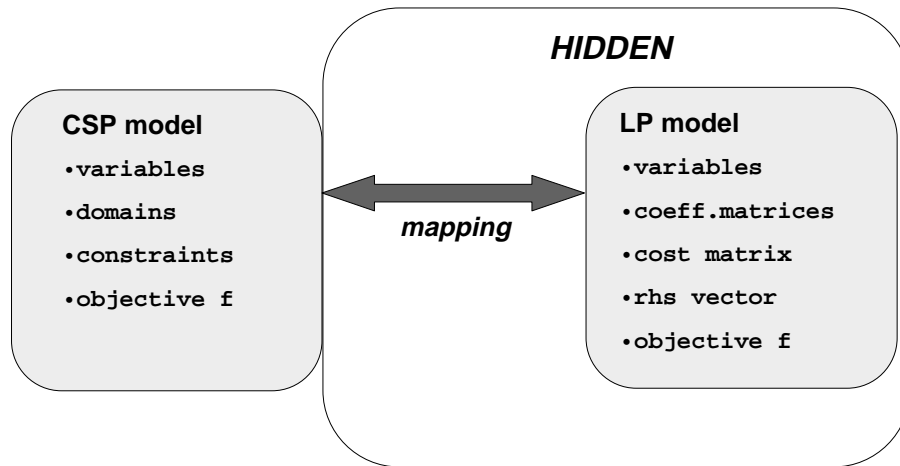 HIDDEN
CSP model
•variables
•domains
•constraints
•objective f
mapping
LP model
•variables
•coeff.matrices
•cost matrix
•rhs vector
•objective f